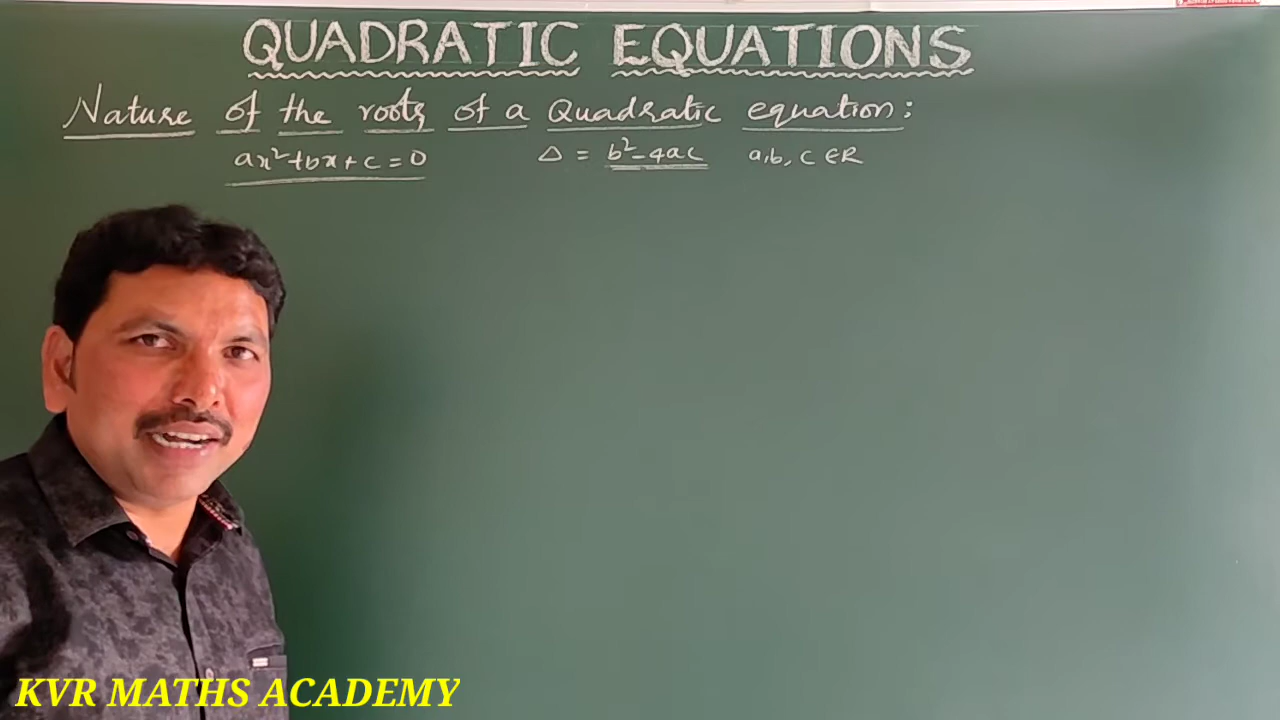 QUADRATIC EQUATIONS
Nature of the roots of a Quadratic equation:
ax²+bx+c=0 Δ = b²-4ac a,b, c ∈R
KVR MATHS ACADEMY